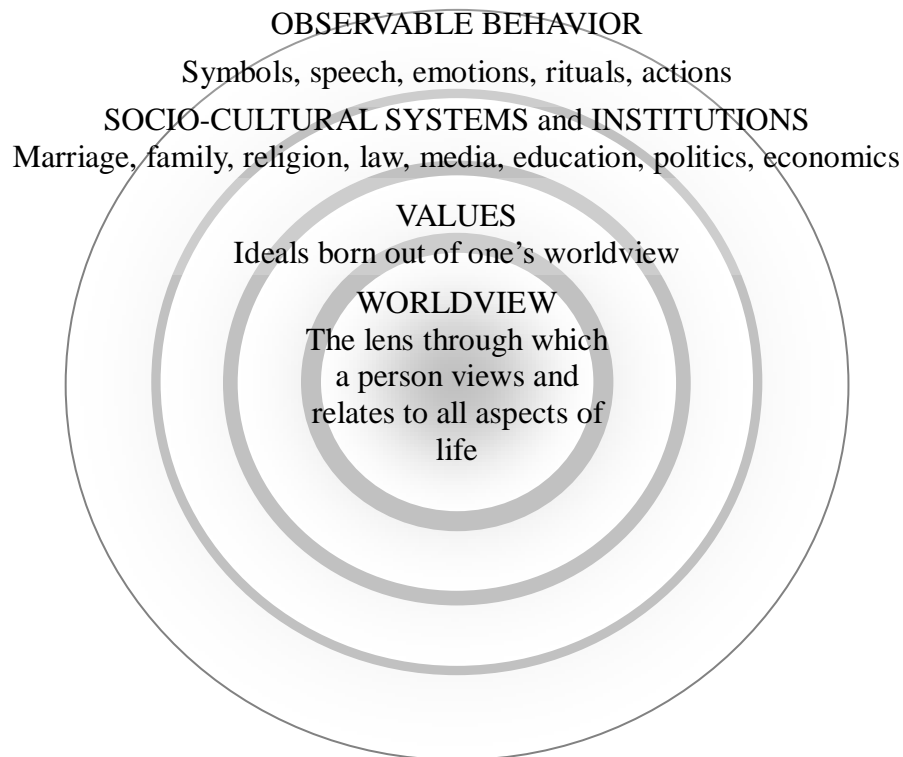 OBSERVABLE BEHAVIOR
Symbols, speech, emotions, rituals, actions
SOCIO-CULTURAL SYSTEMS and INSTITUTIONS
Marriage, family, religion, law, media, education, politics, economics
VALUES
Ideals born out of one’s worldview
WORLDVIEW
The lens through which
a person views and
relates to all aspects of
life